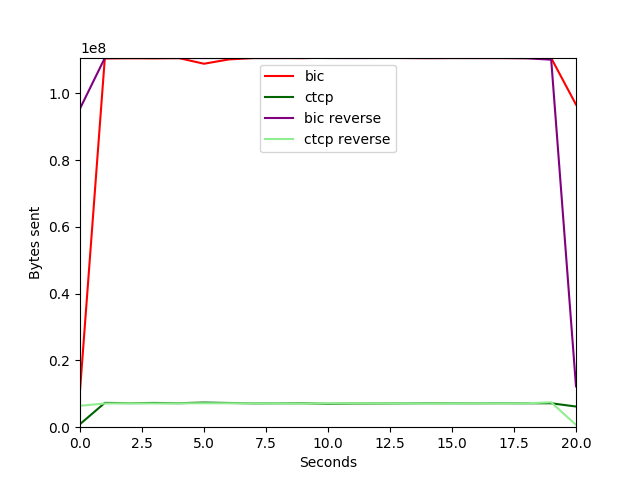 1e8
1.0
0.8
0.6
0.4
0.2
0.0
Bytes sent
bic
ctcp
bic reverse
ctcp reverse
0.0 2.5 5.0 7.5 10.0 12.5 15.0 17.5 20.0
Seconds